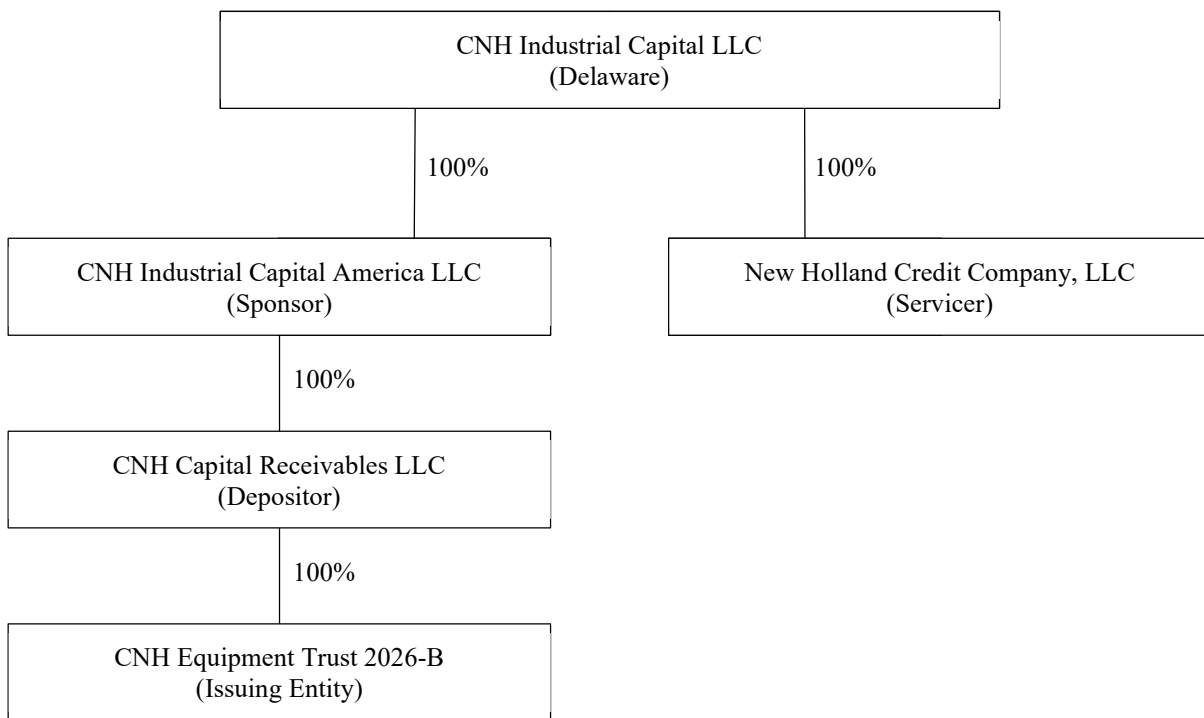 CNH Industrial Capital LLC
(Delaware)
100%
100%
CNH Industrial Capital America LLC
(Sponsor)
New Holland Credit Company, LLC
(Servicer)
100%
CNH Capital Receivables LLC
(Depositor)
100%
CNH Equipment Trust 2026-B
(Issuing Entity)